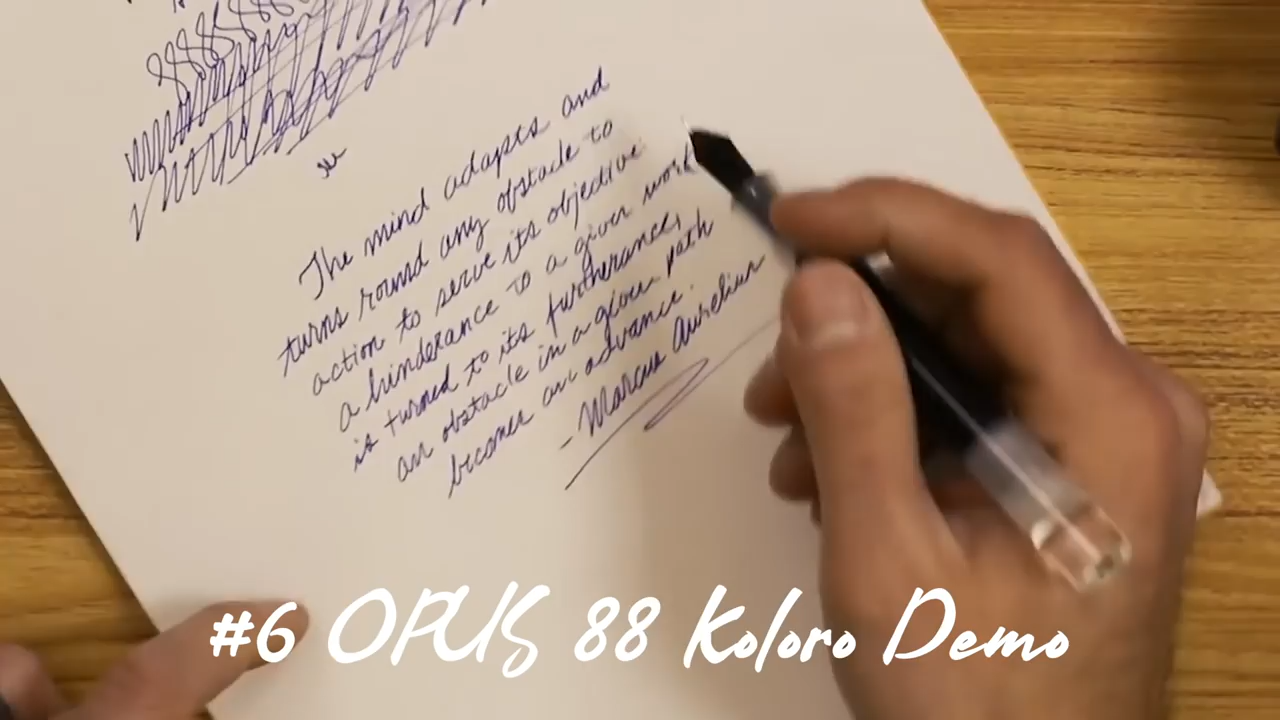 888888
The mind adapts and
turns round any obstacle to
action to serve its objective
a hinderance to a given work
is turned to its furtherance,
an obstacle in a given path
becomes an advance.
- Marcus Aurelius
#6 OPUS 88 Koloro Demo